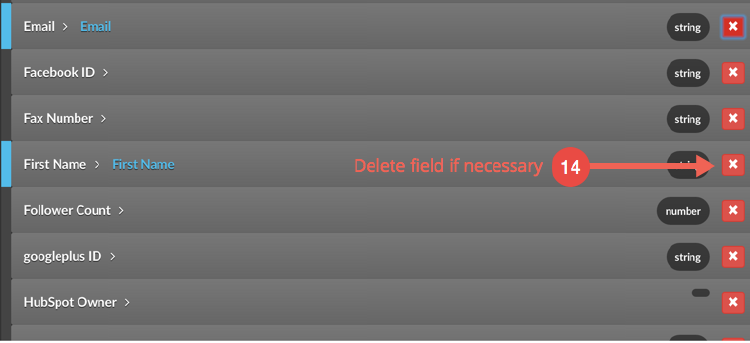 Email > Email string
Facebook ID > string
Fax Number > string
First Name > First Name Delete field if necessary 14
Follower Count > number
googleplus ID > string
HubSpot Owner >